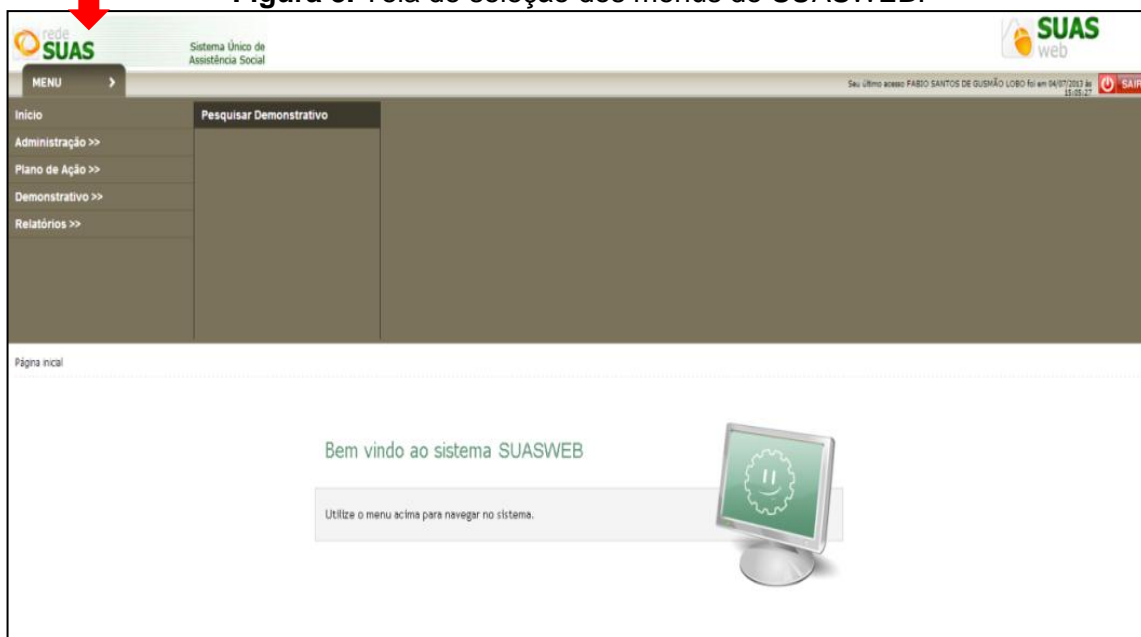 Figura 3. Tela de seleção dos menus do SUASWEB.
rede
SUAS
Sistema Único de
Assistência Social
SUAS
web
MENU
Seu último acesso FABIO SANTOS DE GUSMÃO LOBO foi em 04/07/2013 às
15:05:27
SAIR
Início
Pesquisar Demonstrativo
Administração >>
Plano de Ação >>
Demonstrativo >>
Relatórios >>
Página inicial
Bem vindo ao sistema SUASWEB
Utilize o menu acima para navegar no sistema.